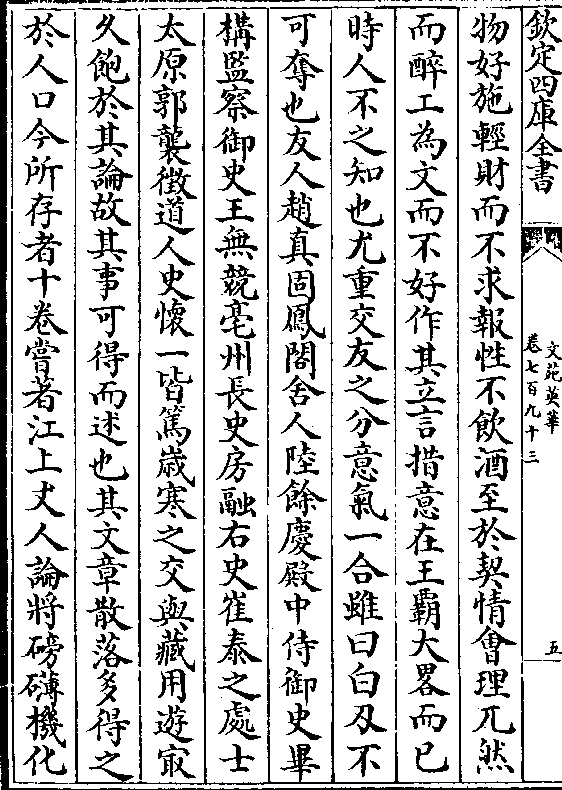 欽定四庫全書
文苑英華
卷七百九十三
五
物好施輕財而不求報性不飲酒至於契情會理兀然
而醉工為文而不好作其立言措意在王霸大畧而已
時人不之知也尤重交友之分意氣一合雖曰白刃不
可奪也友人趙真固鳳閣舍人陸餘慶殿中侍御史畢
構監察御史王無競亳州長史房融右史崔泰之處士
太原郭襲徴道人史懷一皆篤歲寒之交與藏用遊㝡
久飽於其論故其事可得而述也其文章散落多得之
於人口今所存者十卷嘗著江上丈人論將磅礴機化